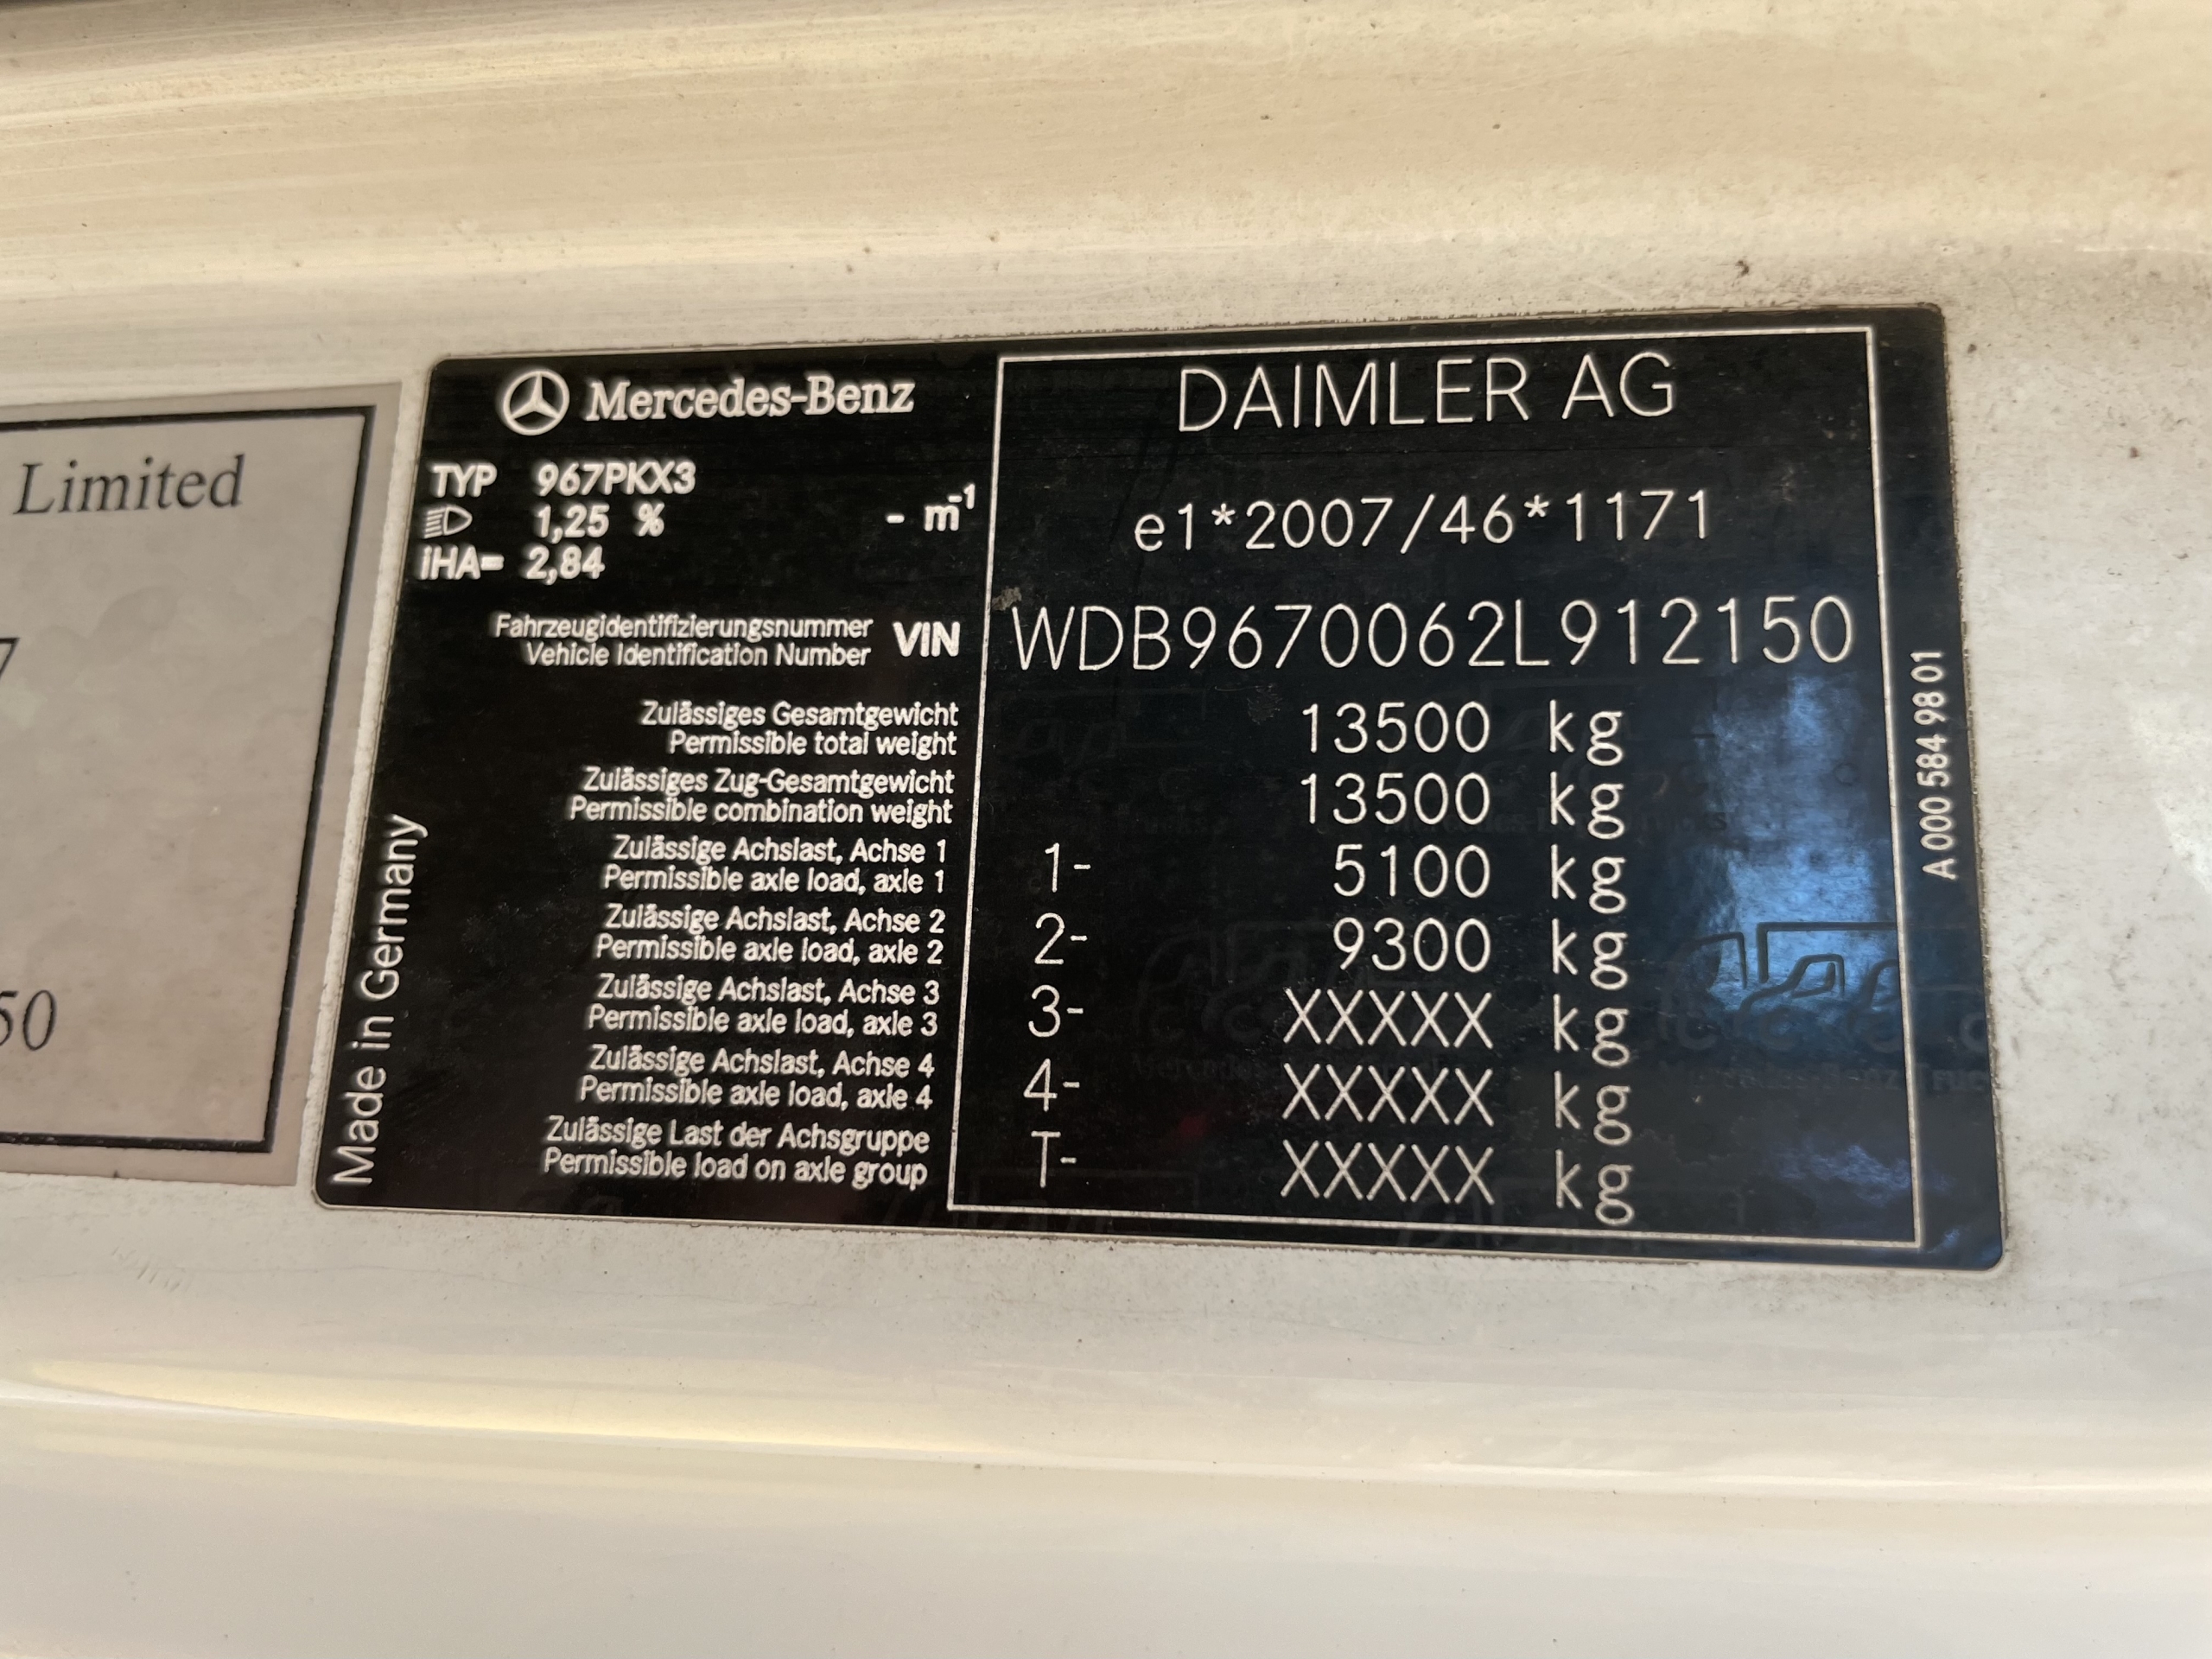 Limited
7
50
Mercedes-Benz
TYP 967PKX3
1,25 % - m⁻¹
iHA= 2,84
Fahrzeugidentifizierungsnummer
Vehicle Identification Number VIN
Zulässiges Gesamtgewicht
Permissible total weight
Zulässiges Zug-Gesamtgewicht
Permissible combination weight
Zulässige Achslast, Achse 1
Permissible axle load, axle 1
Zulässige Achslast, Achse 2
Permissible axle load, axle 2
Zulässige Achslast, Achse 3
Permissible axle load, axle 3
Zulässige Achslast, Achse 4
Permissible axle load, axle 4
Zulässige Last der Achsgruppe
Permissible load on axle group
Made in Germany
DAIMLER AG
e1*2007/46*1171
WDB9670062L912150
13500 kg
13500 kg
1- 5100 kg
2- 9300 kg
3- XXXXX kg
4- XXXXX kg
T- XXXXX kg
A 000 584 98 01